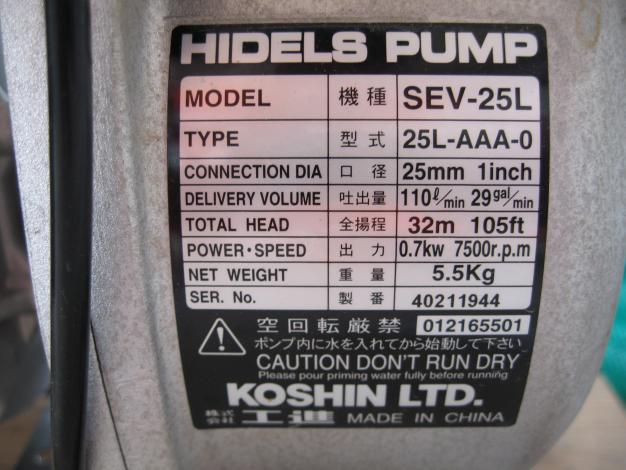 HIDELS PUMP
MODEL 機種 SEV-25L
TYPE 型式 25L-AAA-0
CONNECTION DIA 口径 25mm 1inch
DELIVERY VOLUME 吐出量 110ℓ/min 29gal/min
TOTAL HEAD 全揚程 32m 105ft
POWER・SPEED 出力 0.7kw 7500r.p.m
NET WEIGHT 重量 5.5Kg
SER. No. 製番 40211944
空回転厳禁 012165501
ポンプ内に水を入れてから始動して下さい
CAUTION DON'T RUN DRY
Please pour priming water fully before running
KOSHIN LTD.
株式会社 工進 MADE IN CHINA